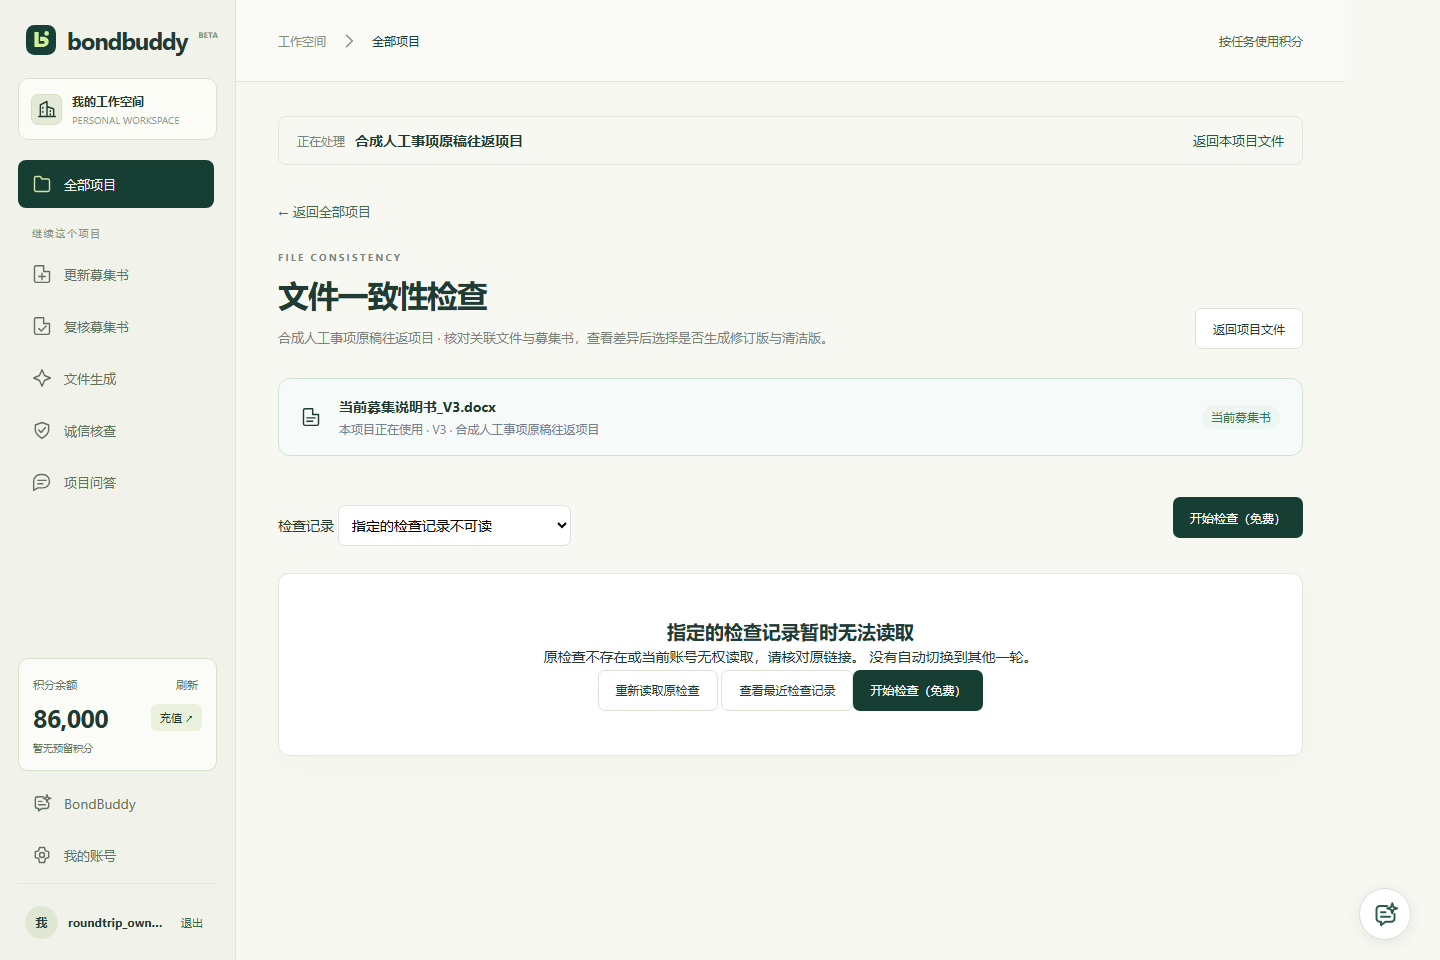 bondbuddy BETA
我的工作空间
PERSONAL WORKSPACE
全部项目
继续这个项目
更新募集书
复核募集书
文件生成
诚信核查
项目问答
积分余额 刷新
86,000 充值 ↗
暂无预留积分
BondBuddy
我的账号
我 roundtrip_own... 退出
工作空间 > 全部项目 按任务使用积分
正在处理 合成人工事项原稿往返项目 返回本项目文件
← 返回全部项目
FILE CONSISTENCY
文件一致性检查
合成人工事项原稿往返项目 · 核对关联文件与募集书，查看差异后选择是否生成修订版与清洁版。
返回项目文件
当前募集说明书_V3.docx
本项目正在使用 · V3 · 合成人工事项原稿往返项目
当前募集书
检查记录 指定的检查记录不可读 开始检查（免费）
指定的检查记录暂时无法读取
原检查不存在或当前账号无权读取，请核对原链接。 没有自动切换到其他一轮。
重新读取原检查 查看最近检查记录 开始检查（免费）